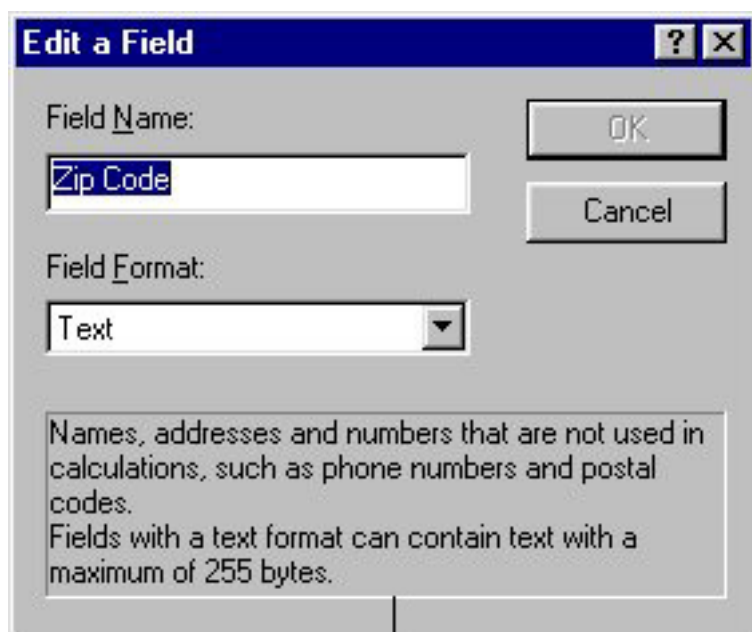 Edit a Field
Field Name:
OK
Zip Code
Cancel
Field Format:
Text
Names, addresses and numbers that are not used in
calculations, such as phone numbers and postal
codes.
Fields with a text format can contain text with a
maximum of 255 bytes.